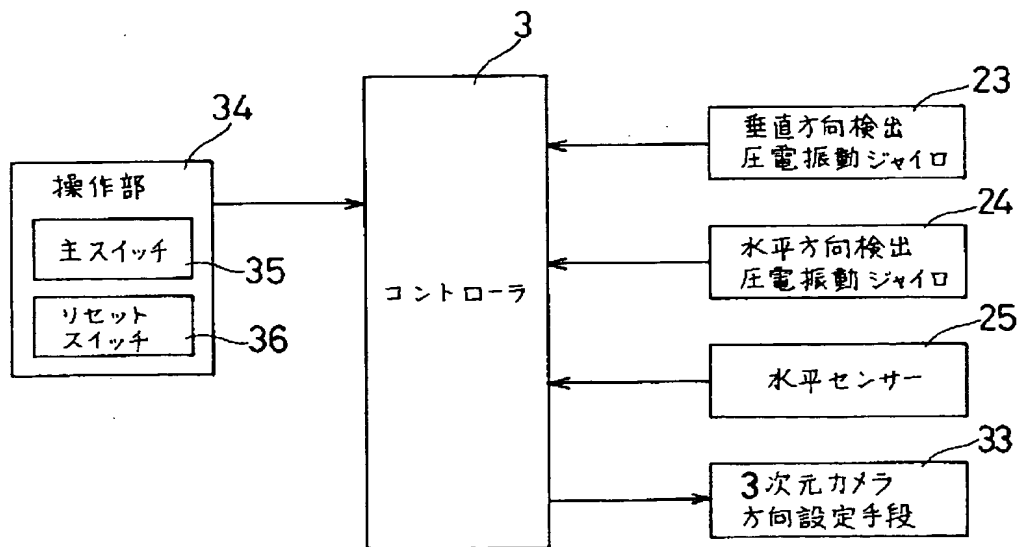 3
34
操作部
主スイッチ
35
リセット
スイッチ
36
コントローラ
23
垂直方向検出
圧電振動ジャイロ
24
水平方向検出
圧電振動ジャイロ
25
水平センサー
33
3次元カメラ
方向設定手段